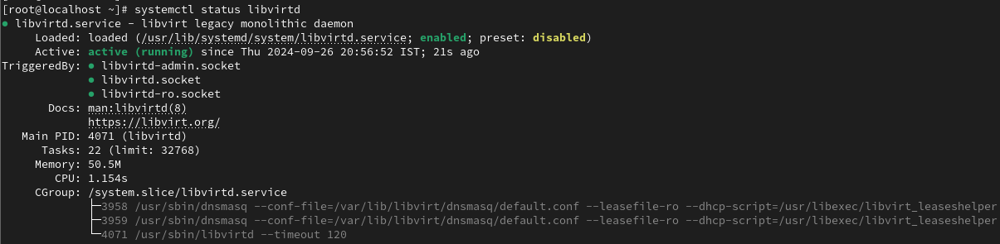 [root@localhost ~]# systemctl status libvirtd
● libvirtd.service - libvirt legacy monolithic daemon
     Loaded: loaded (/usr/lib/systemd/system/libvirtd.service; enabled; preset: disabled)
     Active: active (running) since Thu 2024-09-26 20:56:52 IST; 21s ago
TriggeredBy: ● libvirtd-admin.socket
             ● libvirtd.socket
             ● libvirtd-ro.socket
       Docs: man:libvirtd(8)
             https://libvirt.org/
   Main PID: 4071 (libvirtd)
      Tasks: 22 (limit: 32768)
     Memory: 50.5M
        CPU: 1.154s
     CGroup: /system.slice/libvirtd.service
             ├─3958 /usr/sbin/dnsmasq --conf-file=/var/lib/libvirt/dnsmasq/default.conf --leasefile-ro --dhcp-script=/usr/libexec/libvirt_leaseshelper
             ├─3959 /usr/sbin/dnsmasq --conf-file=/var/lib/libvirt/dnsmasq/default.conf --leasefile-ro --dhcp-script=/usr/libexec/libvirt_leaseshelper
             └─4071 /usr/sbin/libvirtd --timeout 120